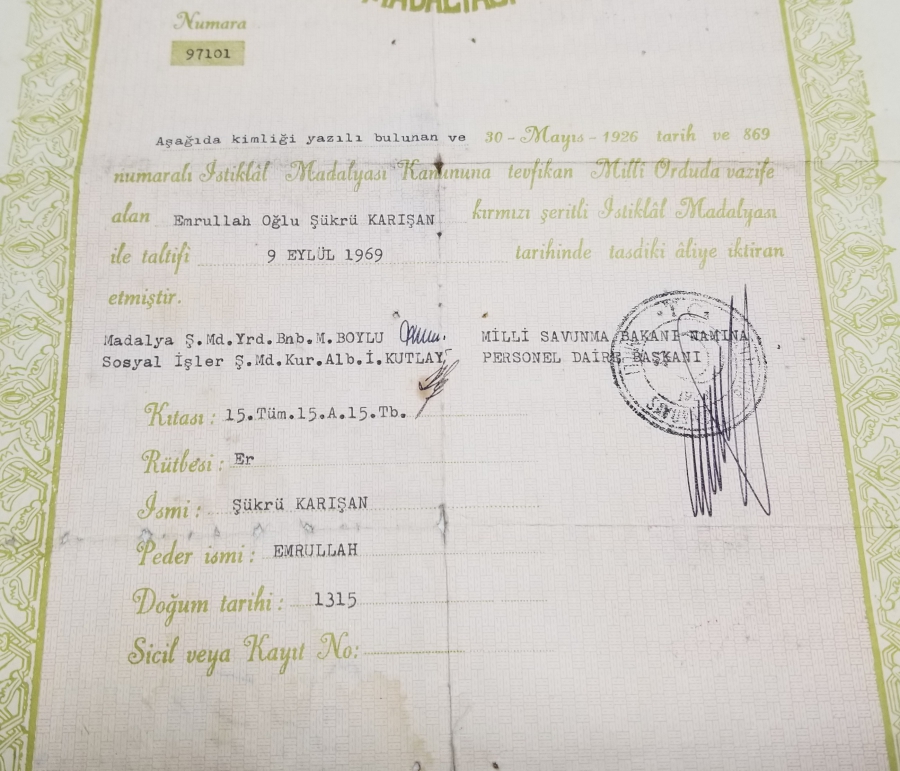 MADALYASI
Numara
97101
Aşağıda kimliği yazılı bulunan ve 30 - Mayıs - 1926 tarih ve 869
numaralı İstiklâl Madalyası Kanununa tevfikan Millî Orduda vazife
alan Emrullah Oğlu Şükrü KARIŞAN kırmızı şeritli İstiklâl Madalyası
ile taltifi 9 EYLÜL 1969 tarihinde tasdiki âliye iktiran
etmiştir.
Madalya Ş.Md.Yrd.Bnb.M.BOYLU MİLLİ SAVUNMA BAKANI NAMINA
Sosyal İşler Ş.Md.Kur.Alb.İ.KUTLAY PERSONEL DAİRE BAŞKANI
Kıtası : 15.Tüm.15.A.15.Tb.
Rütbesi : Er
İsmi : Şükrü KARIŞAN
Peder ismi : EMRULLAH
Doğum tarihi : 1315
Sicil veya Kayıt No: